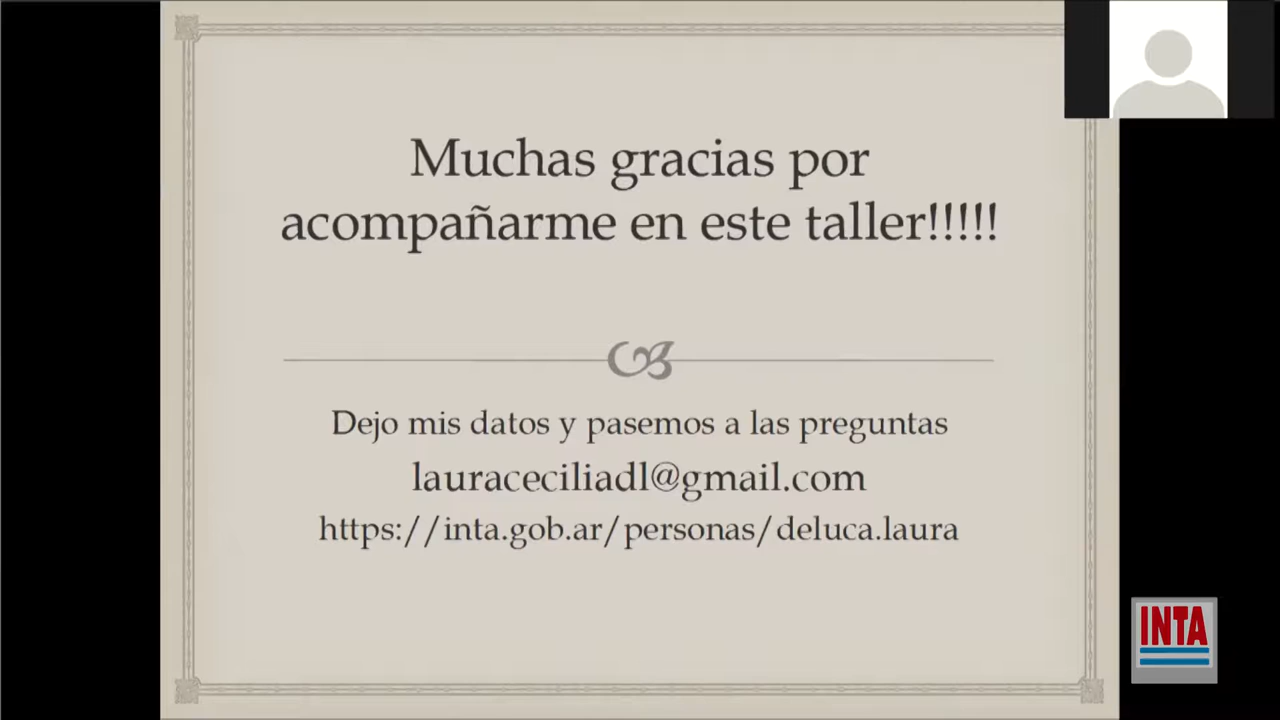 Muchas gracias por
acompañarme en este taller!!!!!
Dejo mis datos y pasemos a las preguntas
lauraceciliadl@gmail.com
https://inta.gob.ar/personas/deluca.laura
INTA